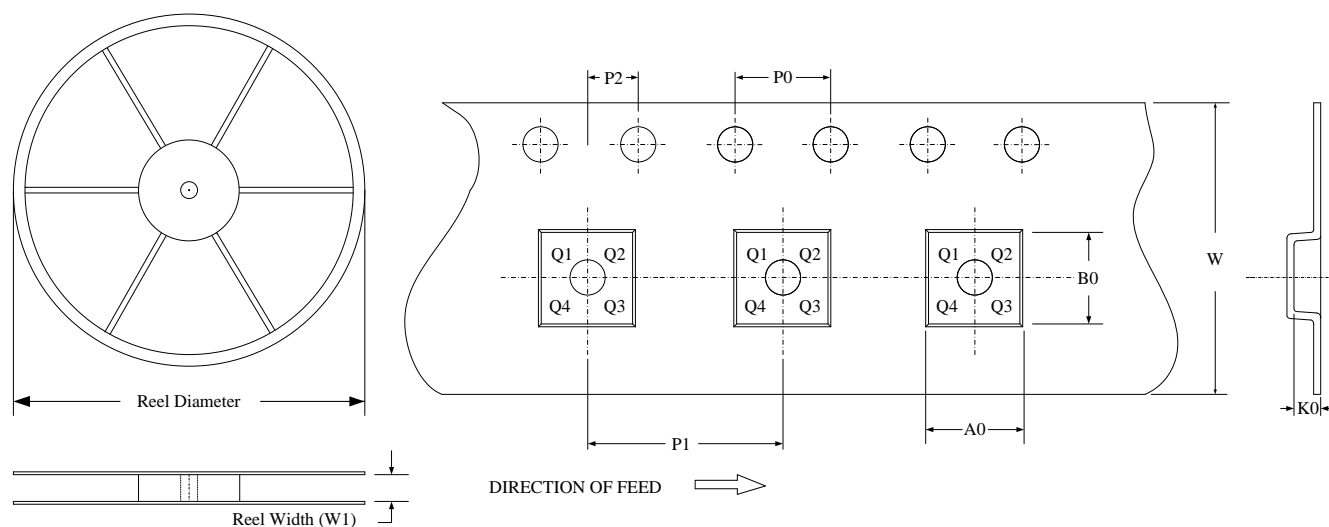 P2
P0
Q1 Q2
Q4 Q3
Q1 Q2
Q4 Q3
Q1 Q2
Q4 Q3
B0
W
K0
A0
P1
Reel Diameter
DIRECTION OF FEED
Reel Width (W1)